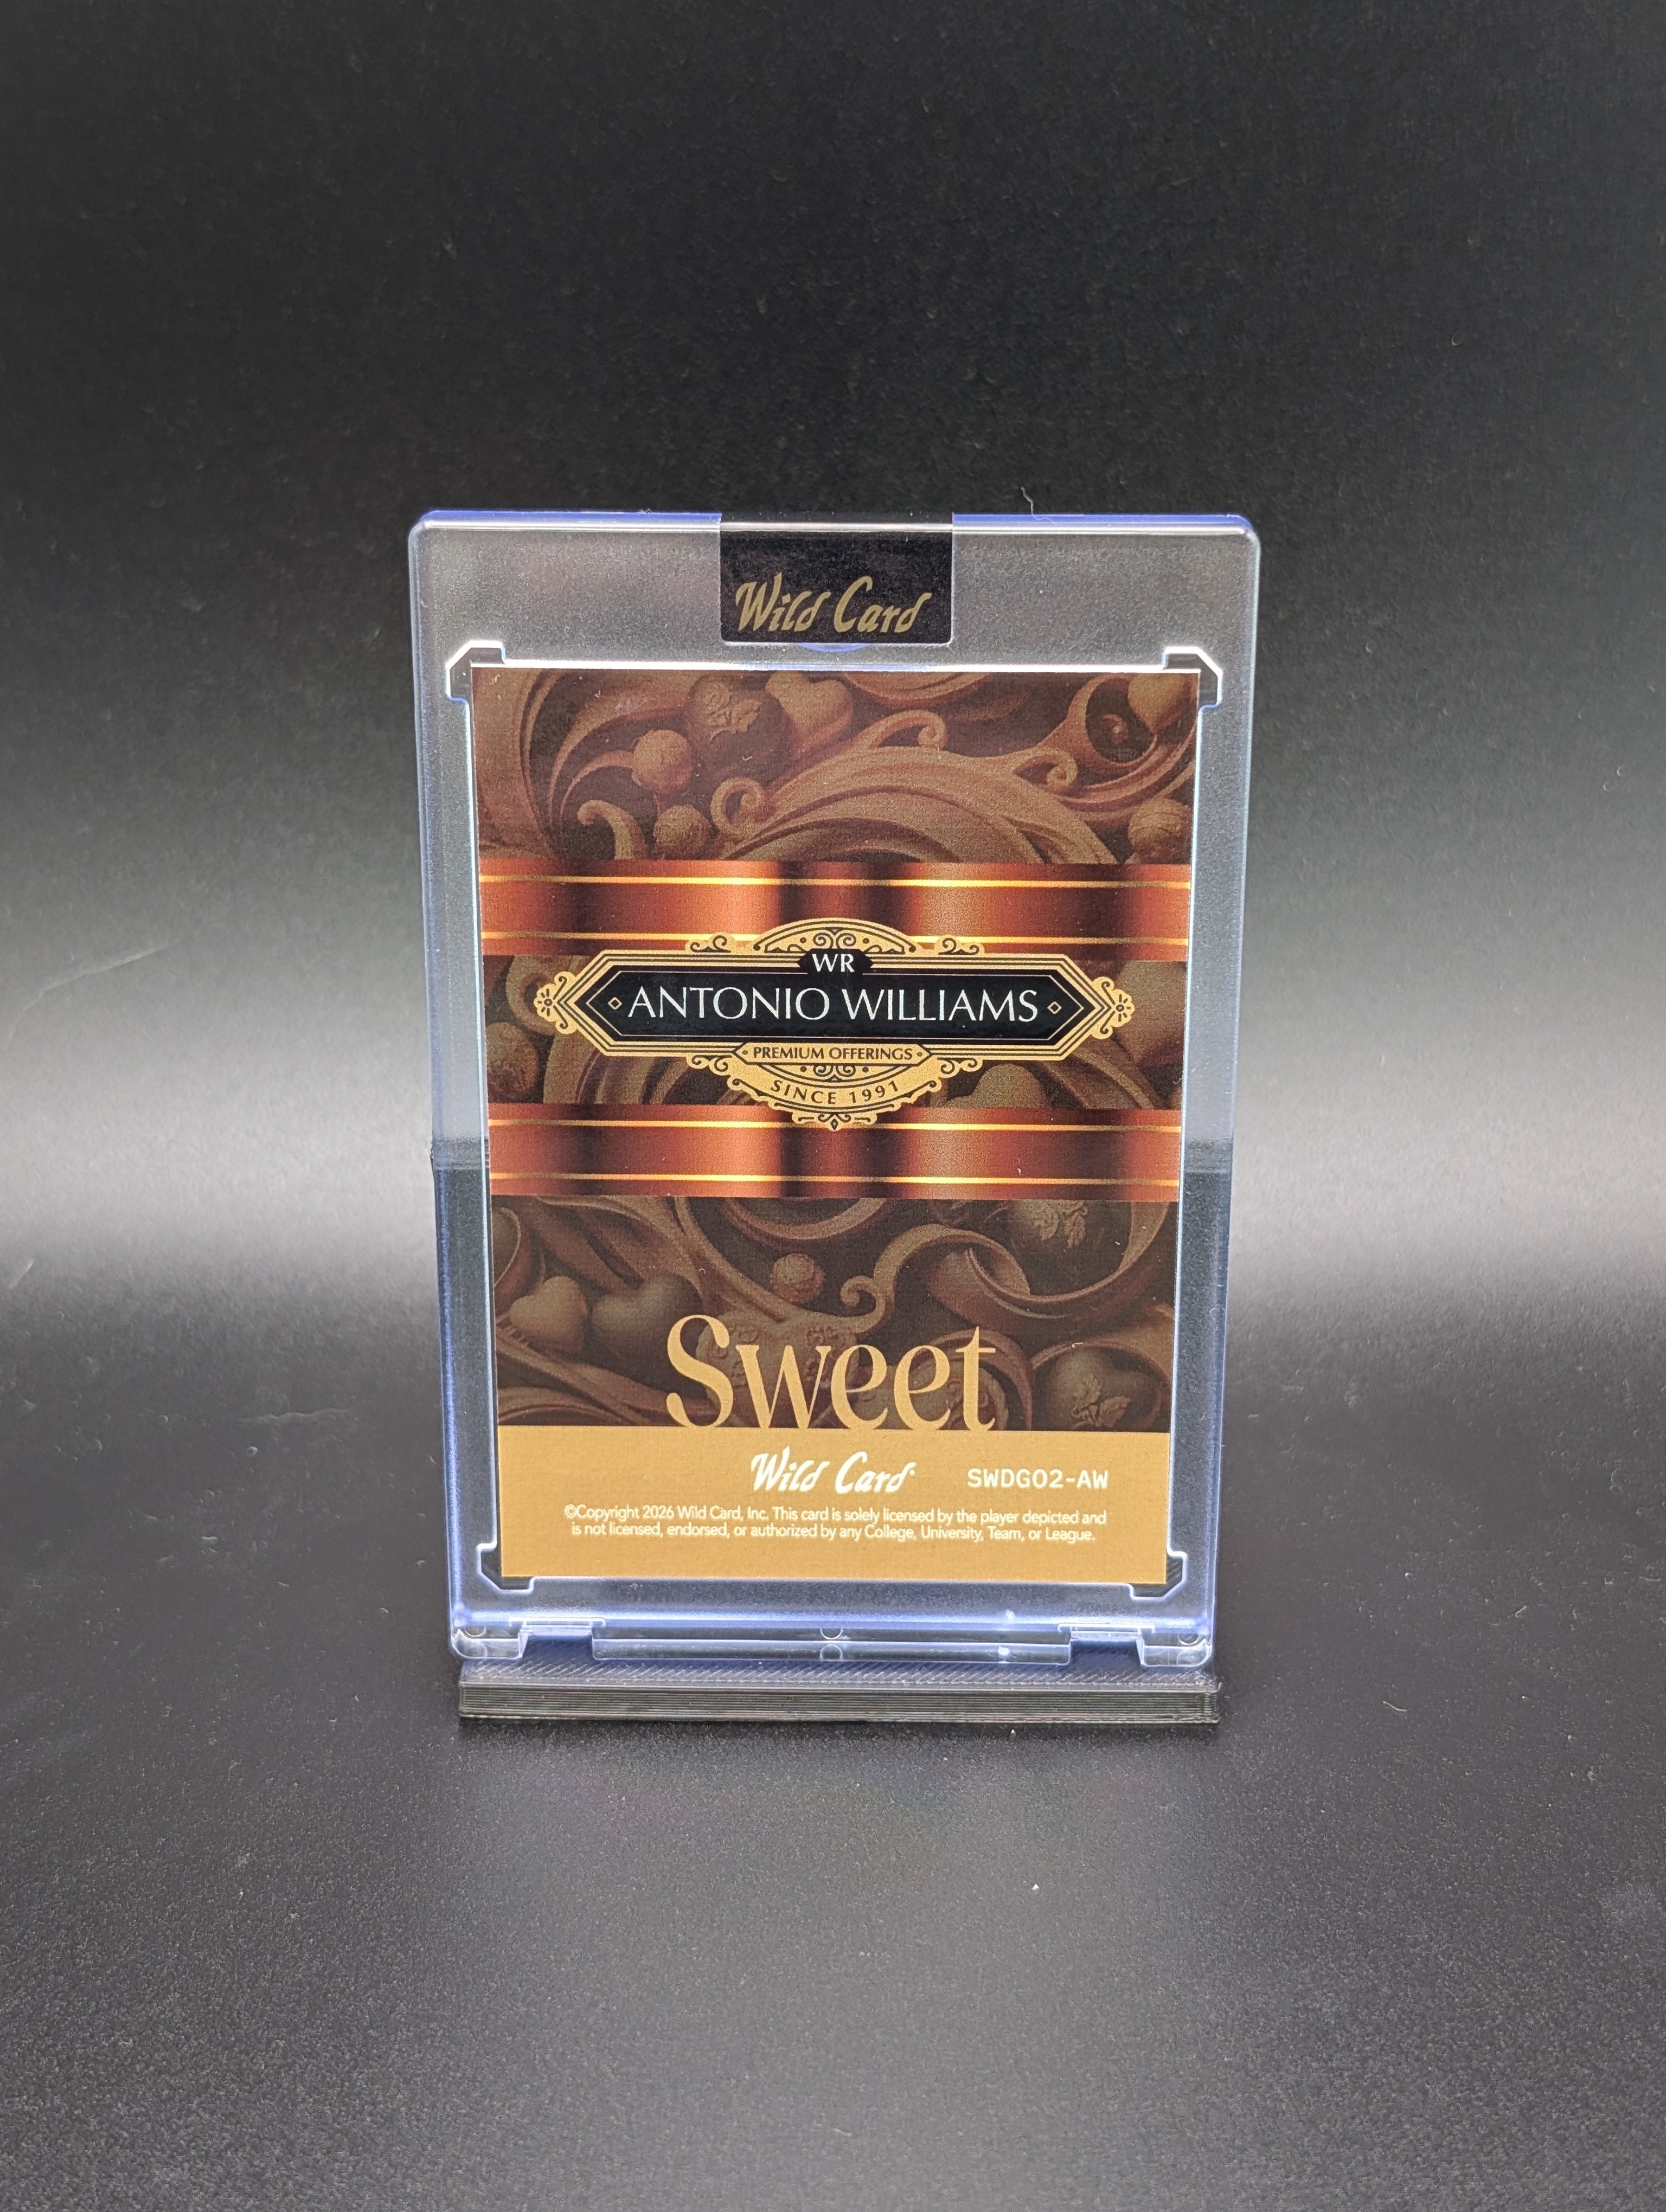 Wild Card
WR
ANTONIO WILLIAMS
PREMIUM OFFERINGS
SINCE 1991
Sweet
Wild Card SWDG02-AW
©Copyright 2026 Wild Card, Inc. This card is solely licensed by the player depicted and
is not licensed, endorsed, or authorized by any College, University, Team, or League.